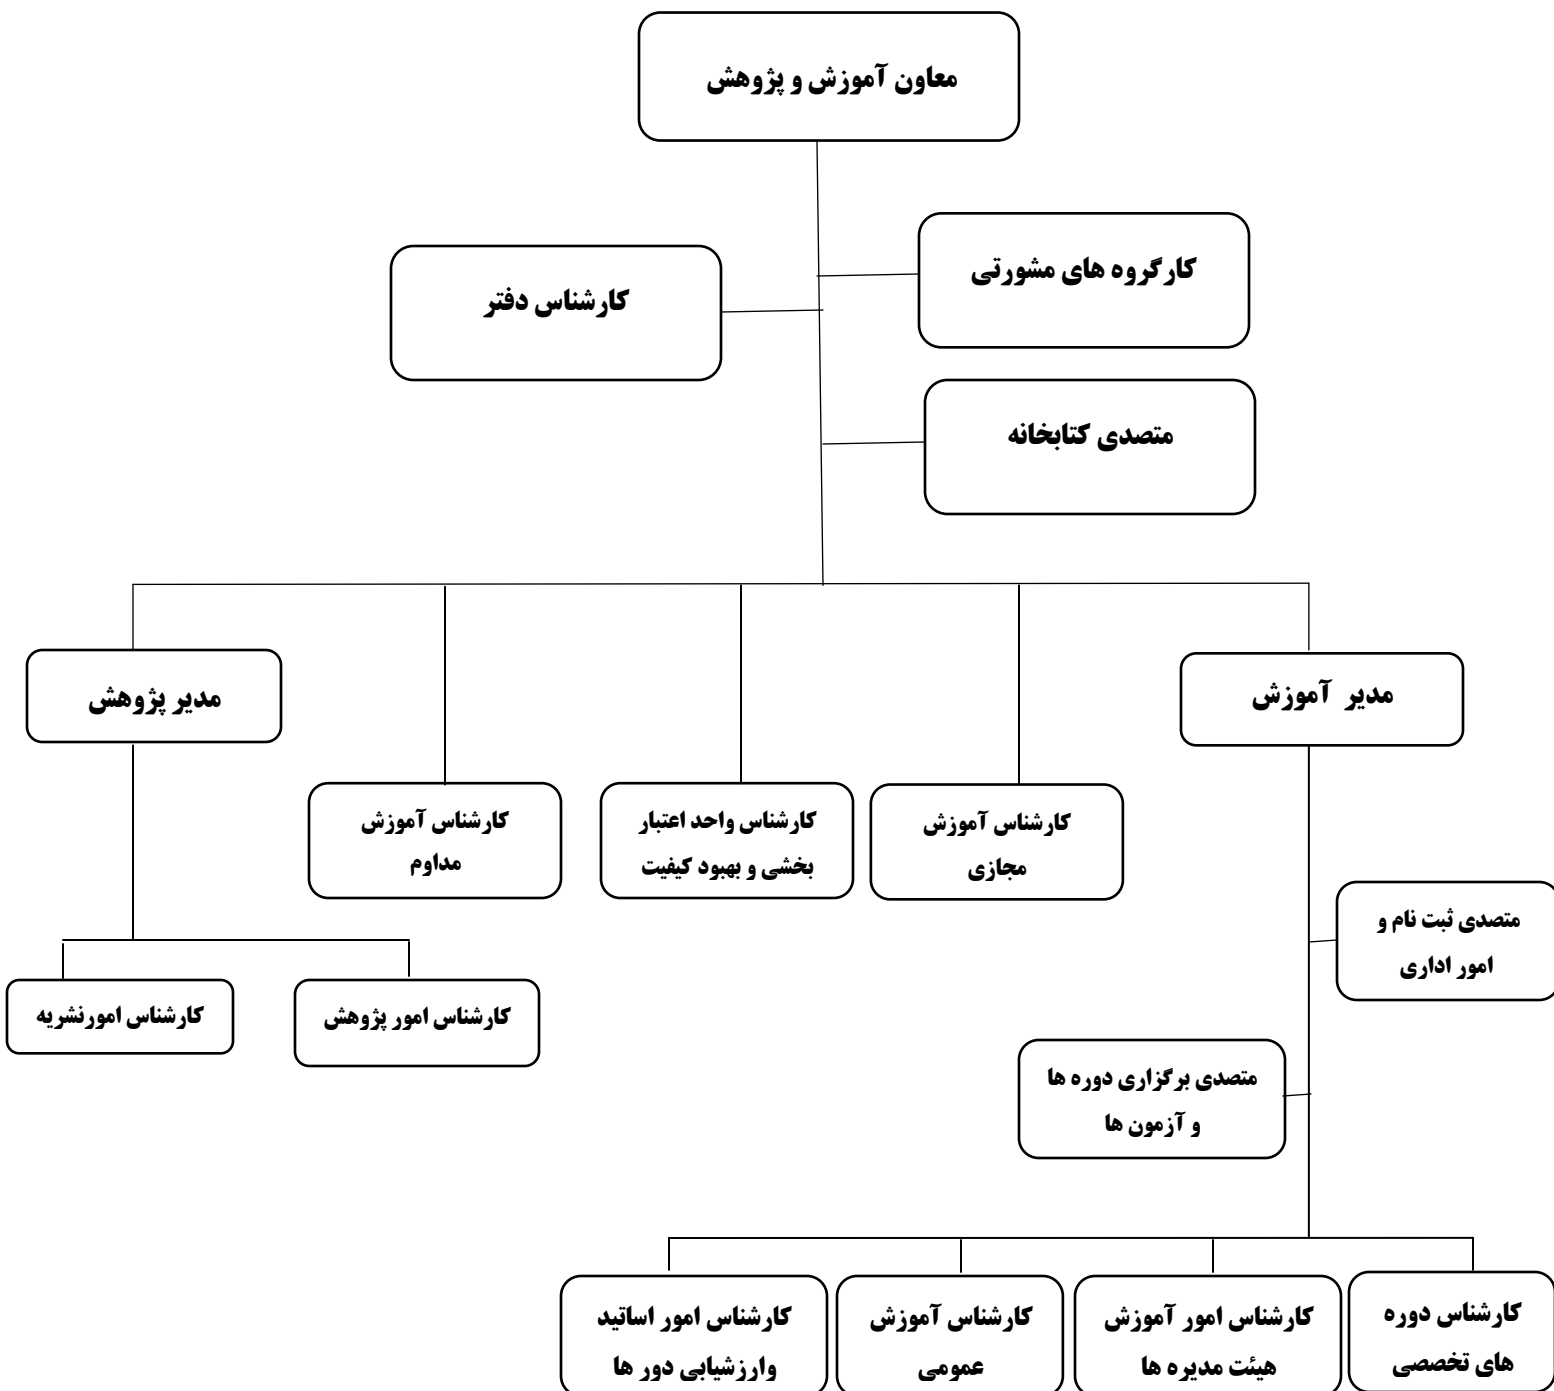 معاون آموزش و پژوهش
کارگروه های مشورتی
کارشناس دفتر
متصدی کتابخانه
مدیر آموزش
مدیر پژوهش
کارشناس آموزش
مجازی
کارشناس واحد اعتبار
بخشی و بهبود کیفیت
کارشناس آموزش
مداوم
متصدی ثبت نام و
امور اداری
کارشناس امور پژوهش
کارشناس امورنشریه
متصدی برگزاری دوره ها
و آزمون ها
کارشناس دوره
های تخصصی
کارشناس امور آموزش
هیئت مدیره ها
کارشناس آموزش
عمومی
کارشناس امور اساتید
وارزشیابی دور ها